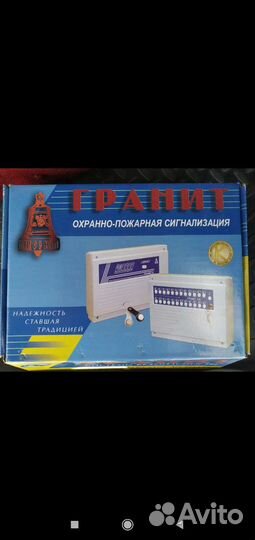 ГРАНИТ
ОХРАННО-ПОЖАРНАЯ СИГНАЛИЗАЦИЯ
НАДЕЖНОСТЬ
СТАВШАЯ
ТРАДИЦИЕЙ
Avito